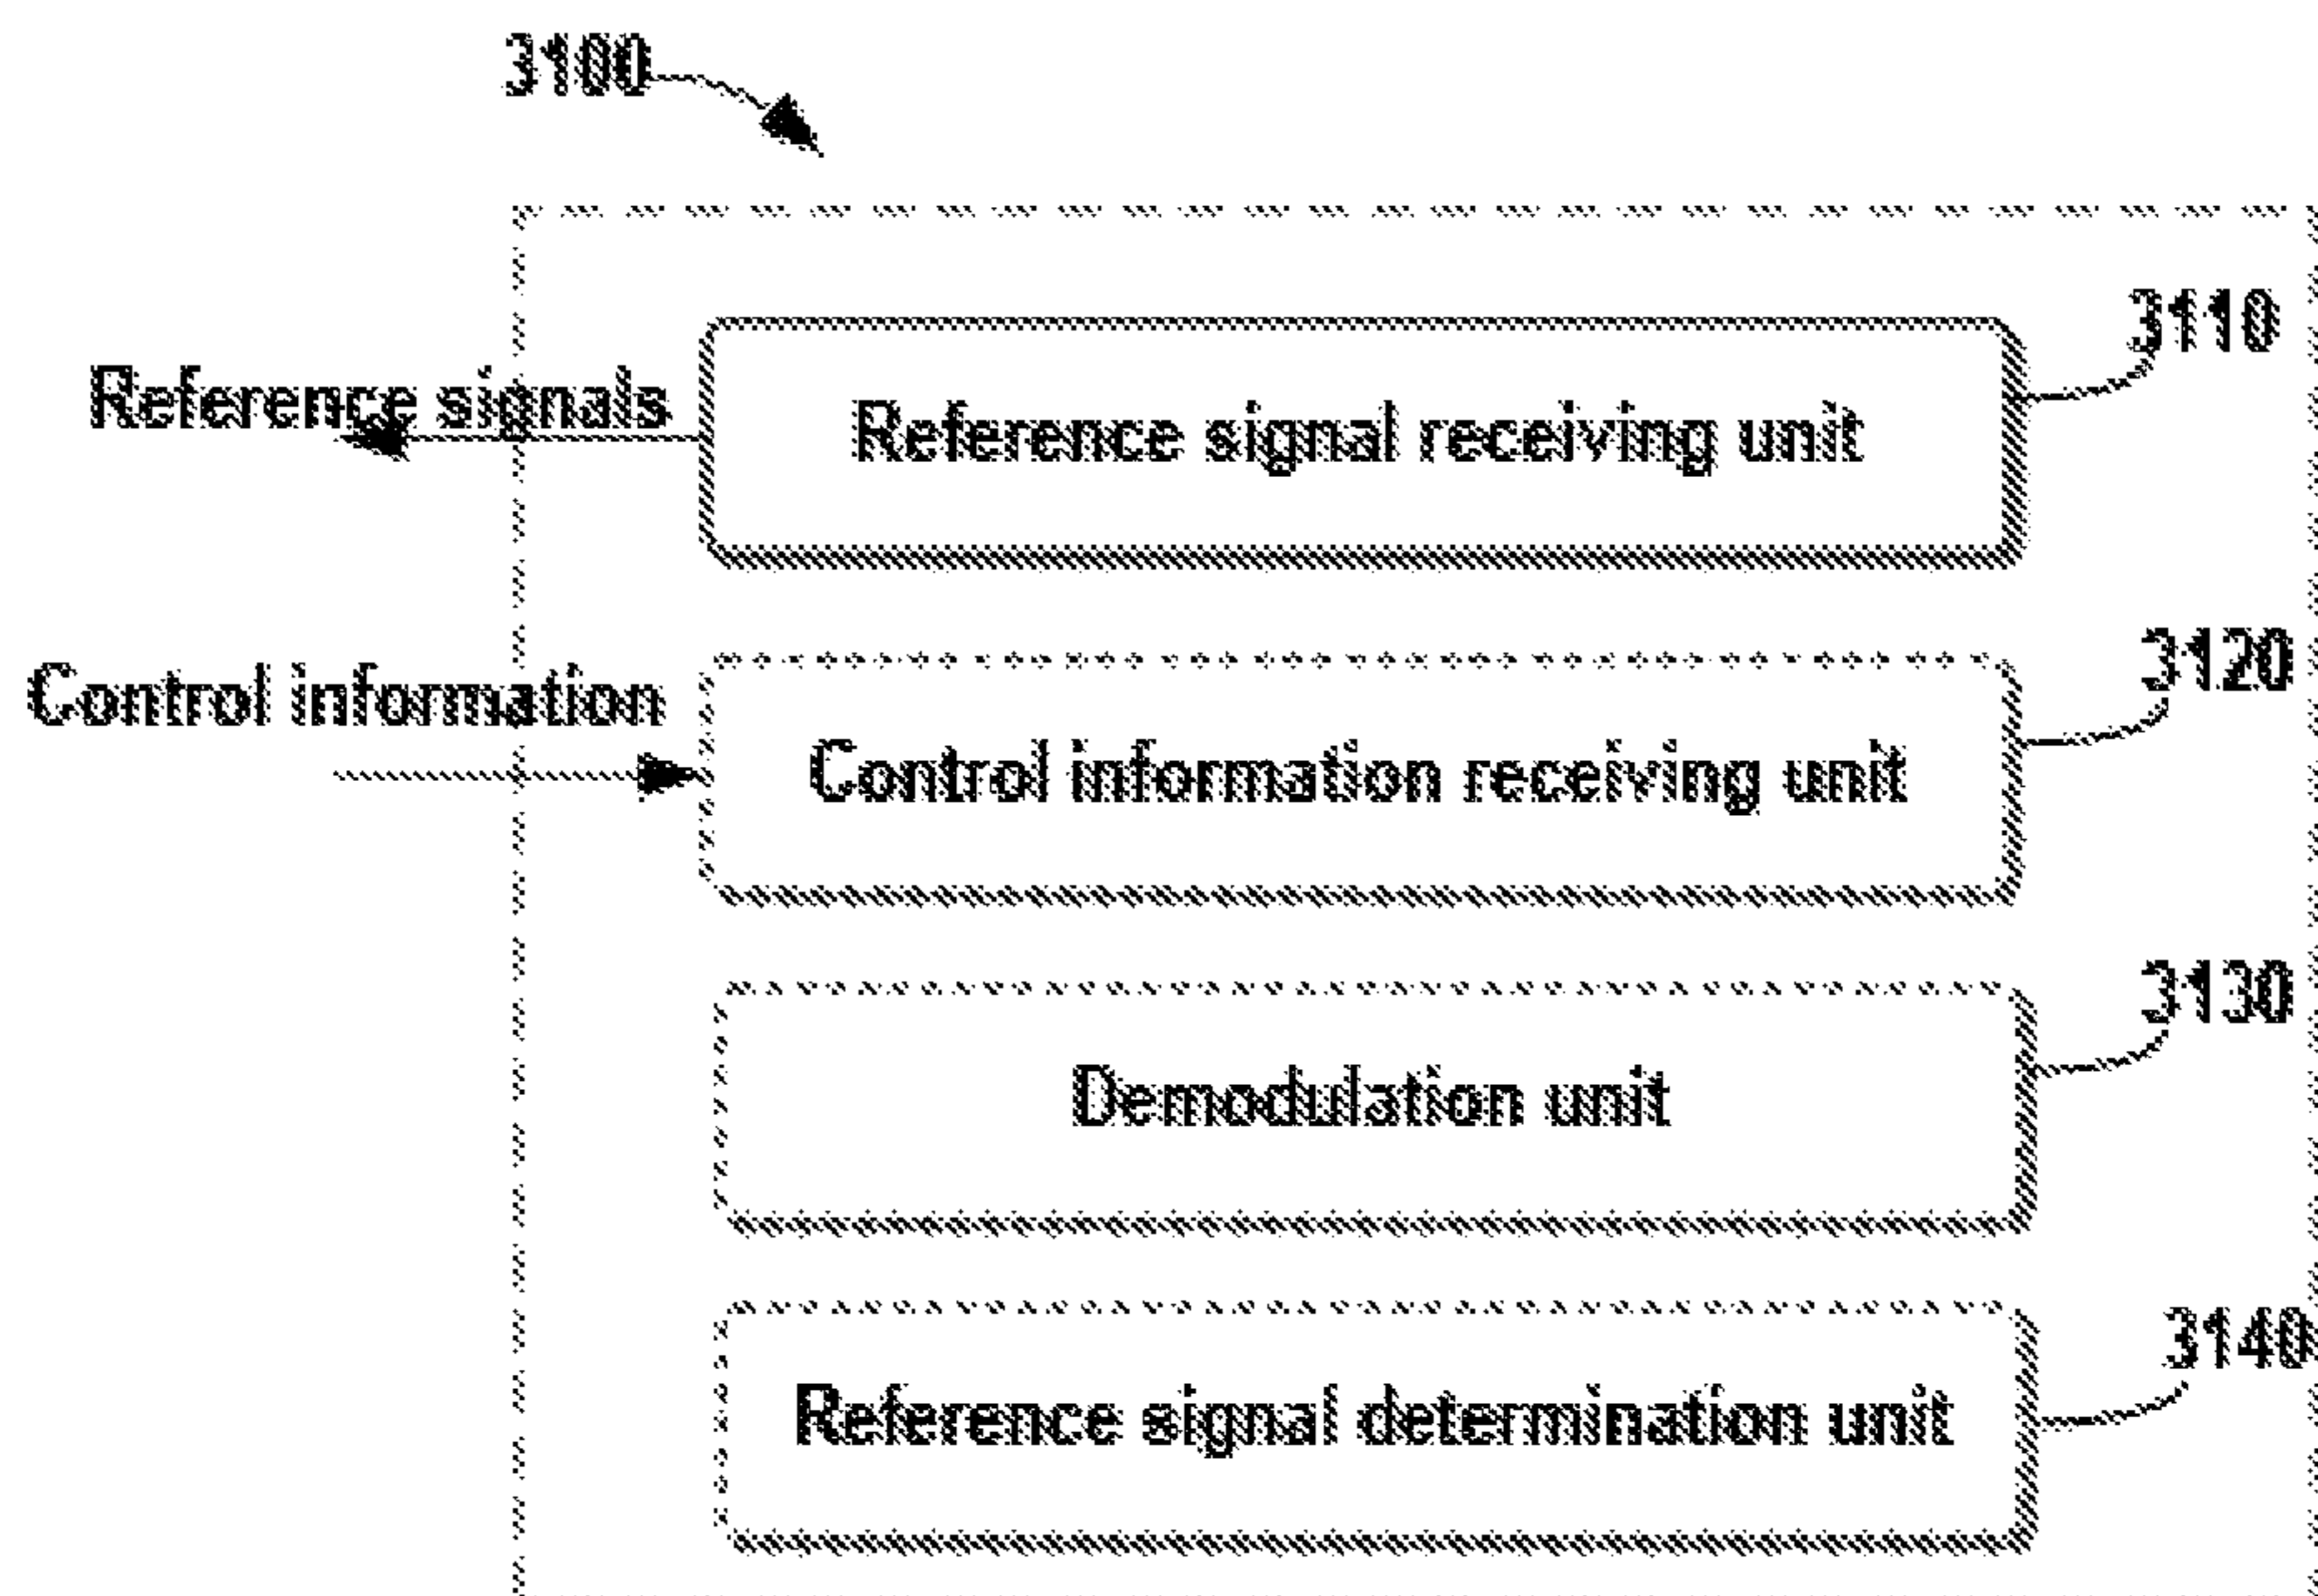 3100
3110
Reference signals
Reference signal receiving unit
3120
Control information
Control information receiving unit
3130
Demodulation unit
3140
Reference signal determination unit